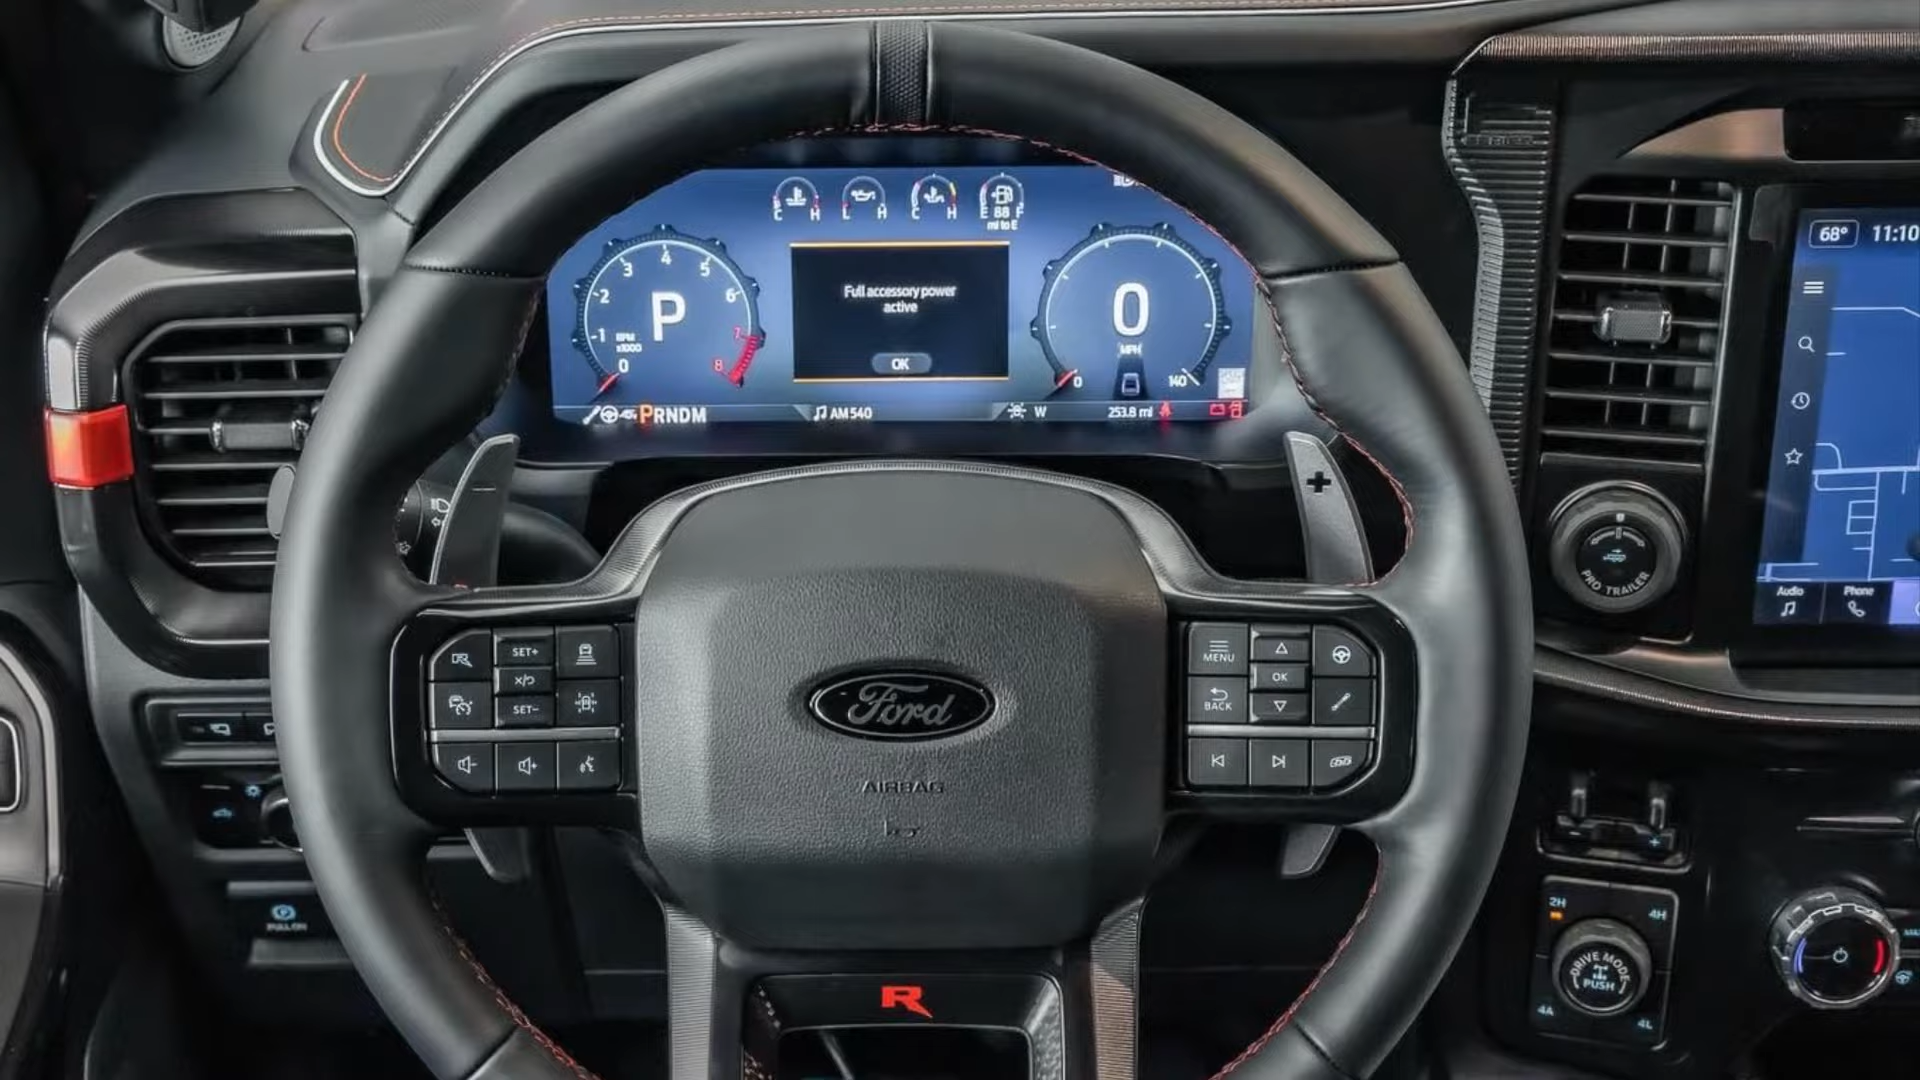 C H
L H
C H
E 88 F
mi to E
3 4 5
2 P 6
1 7
RPM
x1000
0 8
Full accessory power
active
OK
0
MPH
0 140
PRNDM
AM 540
W
253.8 mi
68° 11:10
+
PRO TRAILER
Audio Phone
SET+
SET-
MENU
OK
BACK
Ford
AIRBAG
R
2H 4H
DRIVE MODE
PUSH
4A 4L